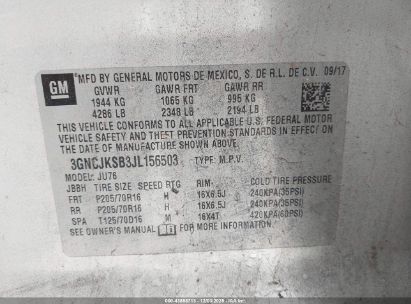 GM
MFD BY GENERAL MOTORS DE MEXICO, S. DE R.L. DE C.V. 09/17
GVWR GAWR FRT GAWR RR
1944 KG 1065 KG 995 KG
4286 LB 2348 LB 2194 LB
THIS VEHICLE CONFORMS TO ALL APPLICABLE U.S. FEDERAL MOTOR
VEHICLE SAFETY, BUMPER, AND THEFT PREVENTION STANDARDS IN
EFFECT ON THE DATE OF MANUFACTURE SHOWN ABOVE.
3GNCJKSB3JL156503 TYPE: M.P.V.
MODEL: JU76
JBBH TIRE SIZE SPEED RTG RIM COLD TIRE PRESSURE
FRT P205/70R16 H 16X6.5J 240KPA(35PSI)
RR P205/70R16 H 16X6.5J 240KPA(35PSI)
SPA T125/70D16 M 16X4T 420KPA(60PSI)
SEE OWNER'S MANUAL FOR MORE INFORMATION